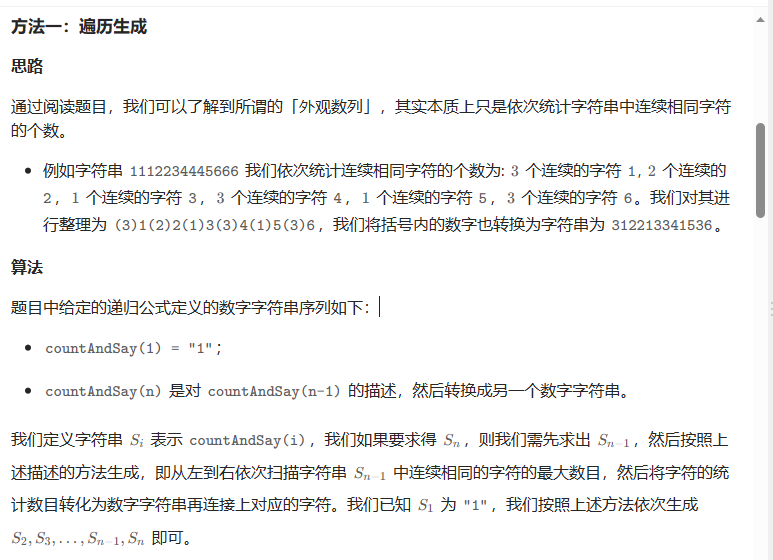 方法一：遍历生成
思路
通过阅读题目，我们可以了解到所谓的「外观数列」，其实本质上只是依次统计字符串中连续相同字符
的个数。
• 例如字符串 1112234445666 我们依次统计连续相同字符的个数为: 3 个连续的字符 1, 2 个连续的
2，1 个连续的字符 3，3 个连续的字符 4，1 个连续的字符 5，3 个连续的字符 6。我们对其进
行整理为 (3)1(2)2(1)3(3)4(1)5(3)6，我们将括号内的数字也转换为字符串为 312213341536。
算法
题目中给定的递归公式定义的数字字符串序列如下：
• countAndSay(1) = "1"；
• countAndSay(n) 是对 countAndSay(n-1) 的描述，然后转换成另一个数字字符串。
我们定义字符串 Sᵢ 表示 countAndSay(i)，我们如果要求得 Sₙ，则我们需先求出 Sₙ₋₁，然后按照上
述描述的方法生成，即从左到右依次扫描字符串 Sₙ₋₁ 中连续相同的字符的最大数目，然后将字符的统
计数目转化为数字字符串再连接上对应的字符。我们已知 S₁ 为 "1"，我们按照上述方法依次生成
S₂, S₃, …, Sₙ₋₁, Sₙ 即可。